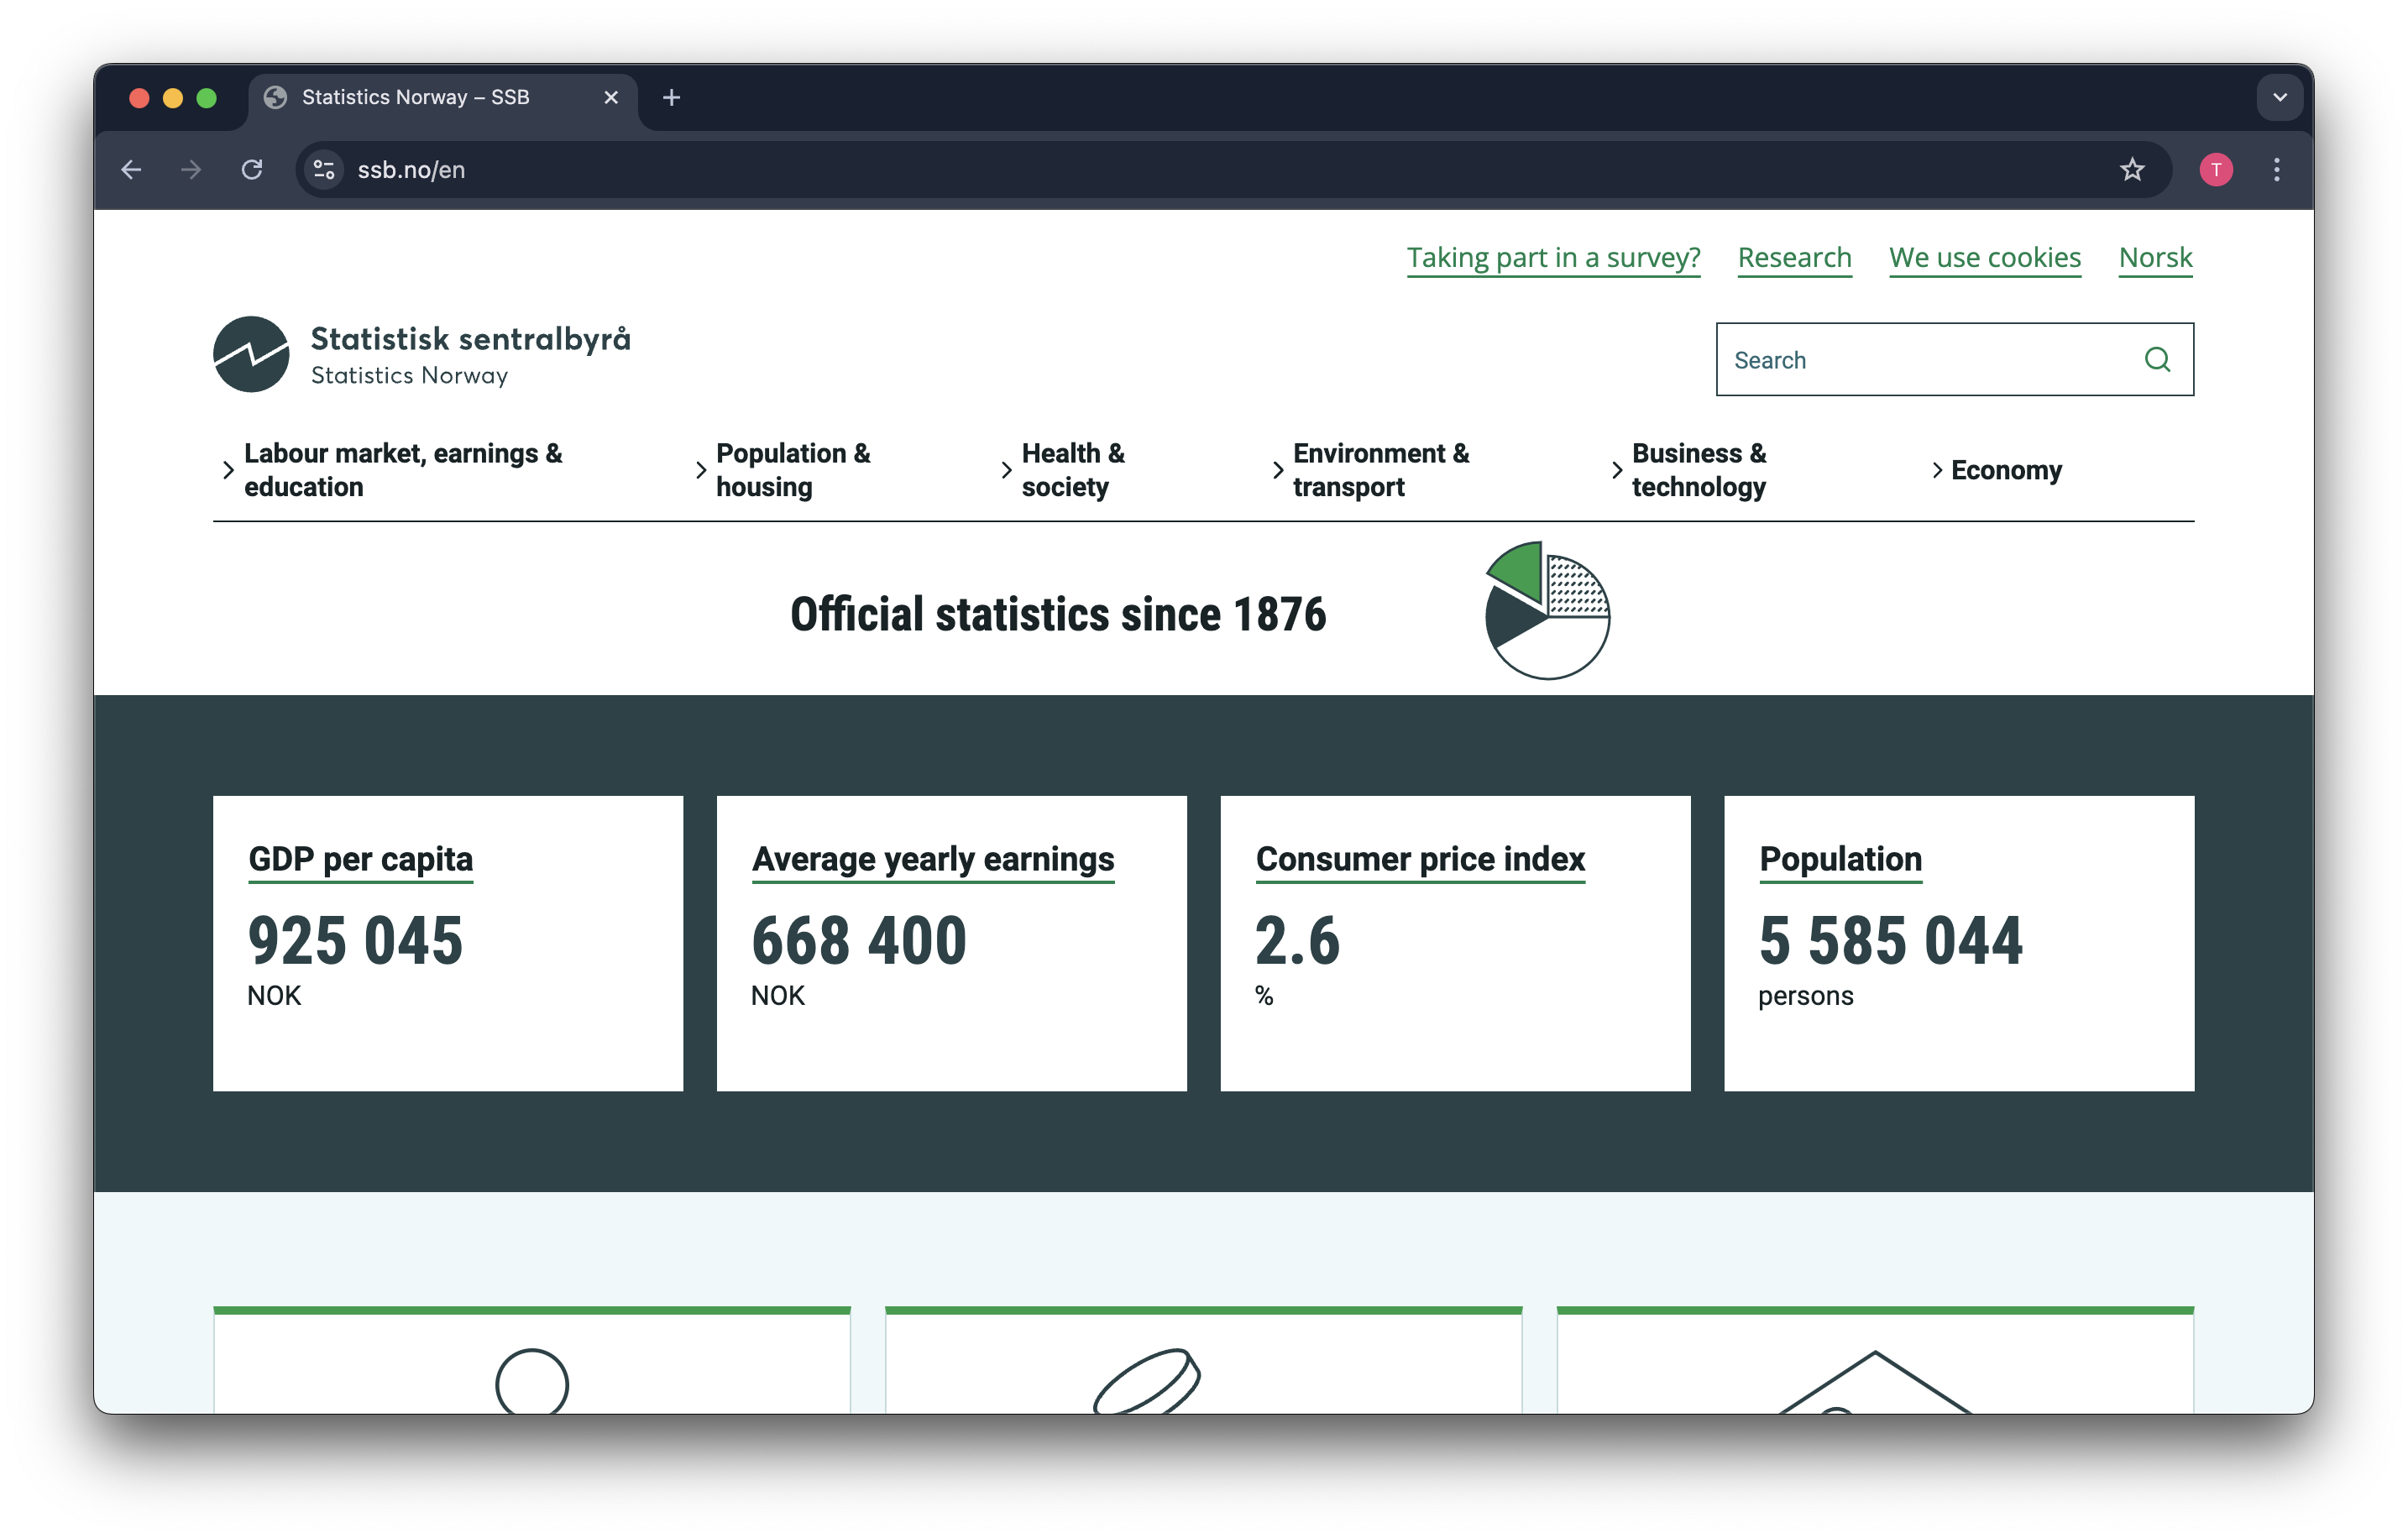 Statistics Norway – SSB
ssb.no/en
Taking part in a survey? Research We use cookies Norsk
Statistisk sentralbyrå
Statistics Norway
Search
Labour market, earnings &
education
Population &
housing
Health &
society
Environment &
transport
Business &
technology
Economy
Official statistics since 1876
GDP per capita
925 045
NOK
Average yearly earnings
668 400
NOK
Consumer price index
2.6
%
Population
5 585 044
persons
T